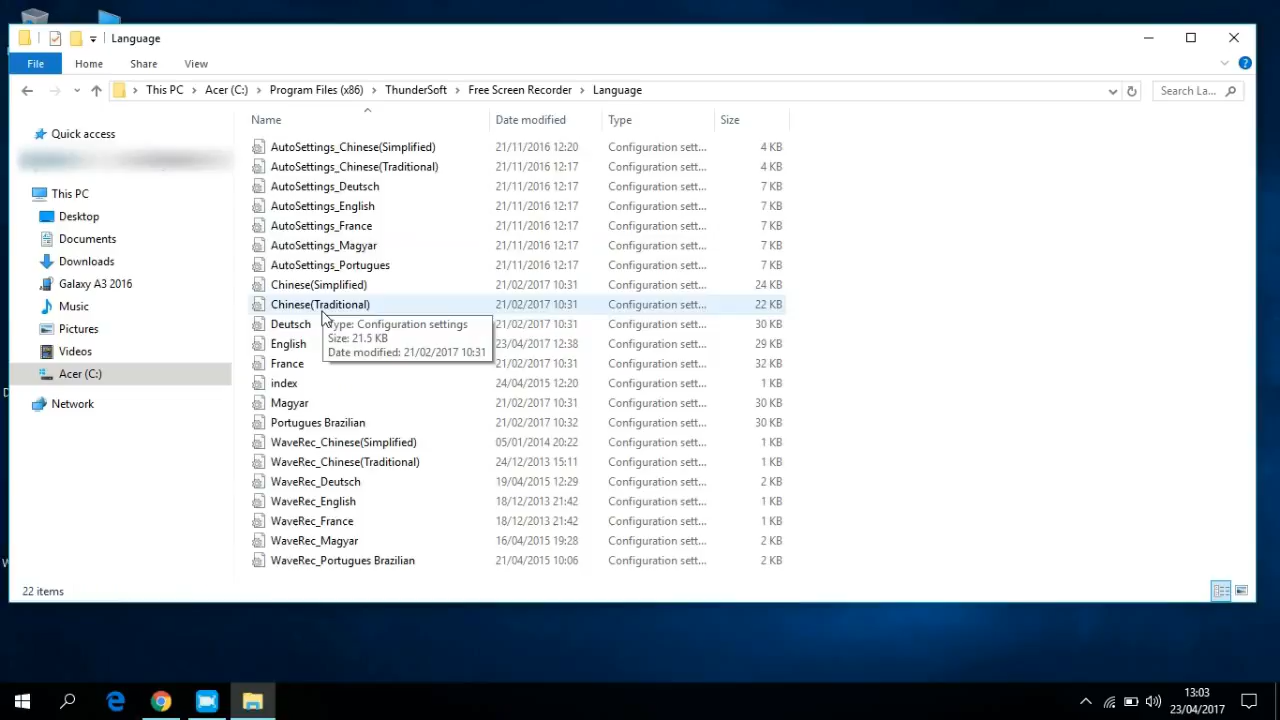 Language
File Home Share View
This PC Acer (C:) Program Files (x86) ThunderSoft Free Screen Recorder Language
Search La...
Name Date modified Type Size
Quick access
This PC
Desktop
Documents
Downloads
Galaxy A3 2016
Music
Pictures
Videos
Acer (C:)
Network
AutoSettings_Chinese(Simplified) 21/11/2016 12:20 Configuration sett... 4 KB
AutoSettings_Chinese(Traditional) 21/11/2016 12:17 Configuration sett... 4 KB
AutoSettings_Deutsch 21/11/2016 12:17 Configuration sett... 7 KB
AutoSettings_English 21/11/2016 12:17 Configuration sett... 7 KB
AutoSettings_France 21/11/2016 12:17 Configuration sett... 7 KB
AutoSettings_Magyar 21/11/2016 12:17 Configuration sett... 7 KB
AutoSettings_Portugues 21/11/2016 12:17 Configuration sett... 7 KB
Chinese(Simplified) 21/02/2017 10:31 Configuration sett... 24 KB
Chinese(Traditional) 21/02/2017 10:31 Configuration sett... 22 KB
Deutsch 21/02/2017 10:31 Configuration sett... 30 KB
English 23/04/2017 12:38 Configuration sett... 29 KB
France 21/02/2017 10:31 Configuration sett... 32 KB
index 24/04/2015 12:20 Configuration sett... 1 KB
Magyar 21/02/2017 10:31 Configuration sett... 30 KB
Portugues Brazilian 21/02/2017 10:32 Configuration sett... 30 KB
WaveRec_Chinese(Simplified) 05/01/2014 20:22 Configuration sett... 1 KB
WaveRec_Chinese(Traditional) 24/12/2013 15:11 Configuration sett... 1 KB
WaveRec_Deutsch 19/04/2015 12:29 Configuration sett... 2 KB
WaveRec_English 18/12/2013 21:42 Configuration sett... 1 KB
WaveRec_France 18/12/2013 21:42 Configuration sett... 1 KB
WaveRec_Magyar 16/04/2015 19:28 Configuration sett... 2 KB
WaveRec_Portugues Brazilian 21/04/2015 10:06 Configuration sett... 2 KB
Type: Configuration settings
Size: 21.5 KB
Date modified: 21/02/2017 10:31
22 items
13:03
23/04/2017